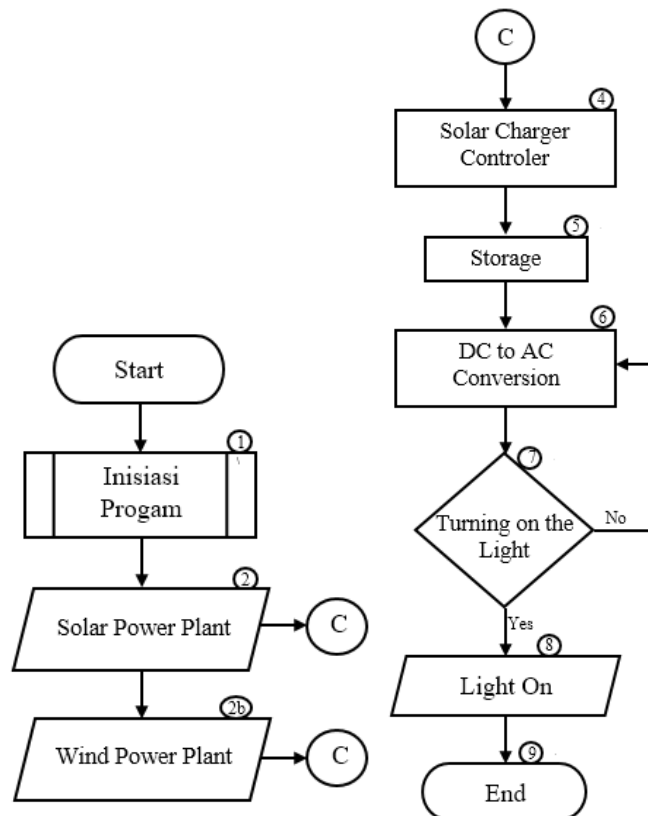 Start
1
Inisiasi
Progam
2
Solar Power Plant
C
2b
Wind Power Plant
C
C
4
Solar Charger
Controler
5
Storage
6
DC to AC
Conversion
7
Turning on the
Light
No
Yes
8
Light On
9
End